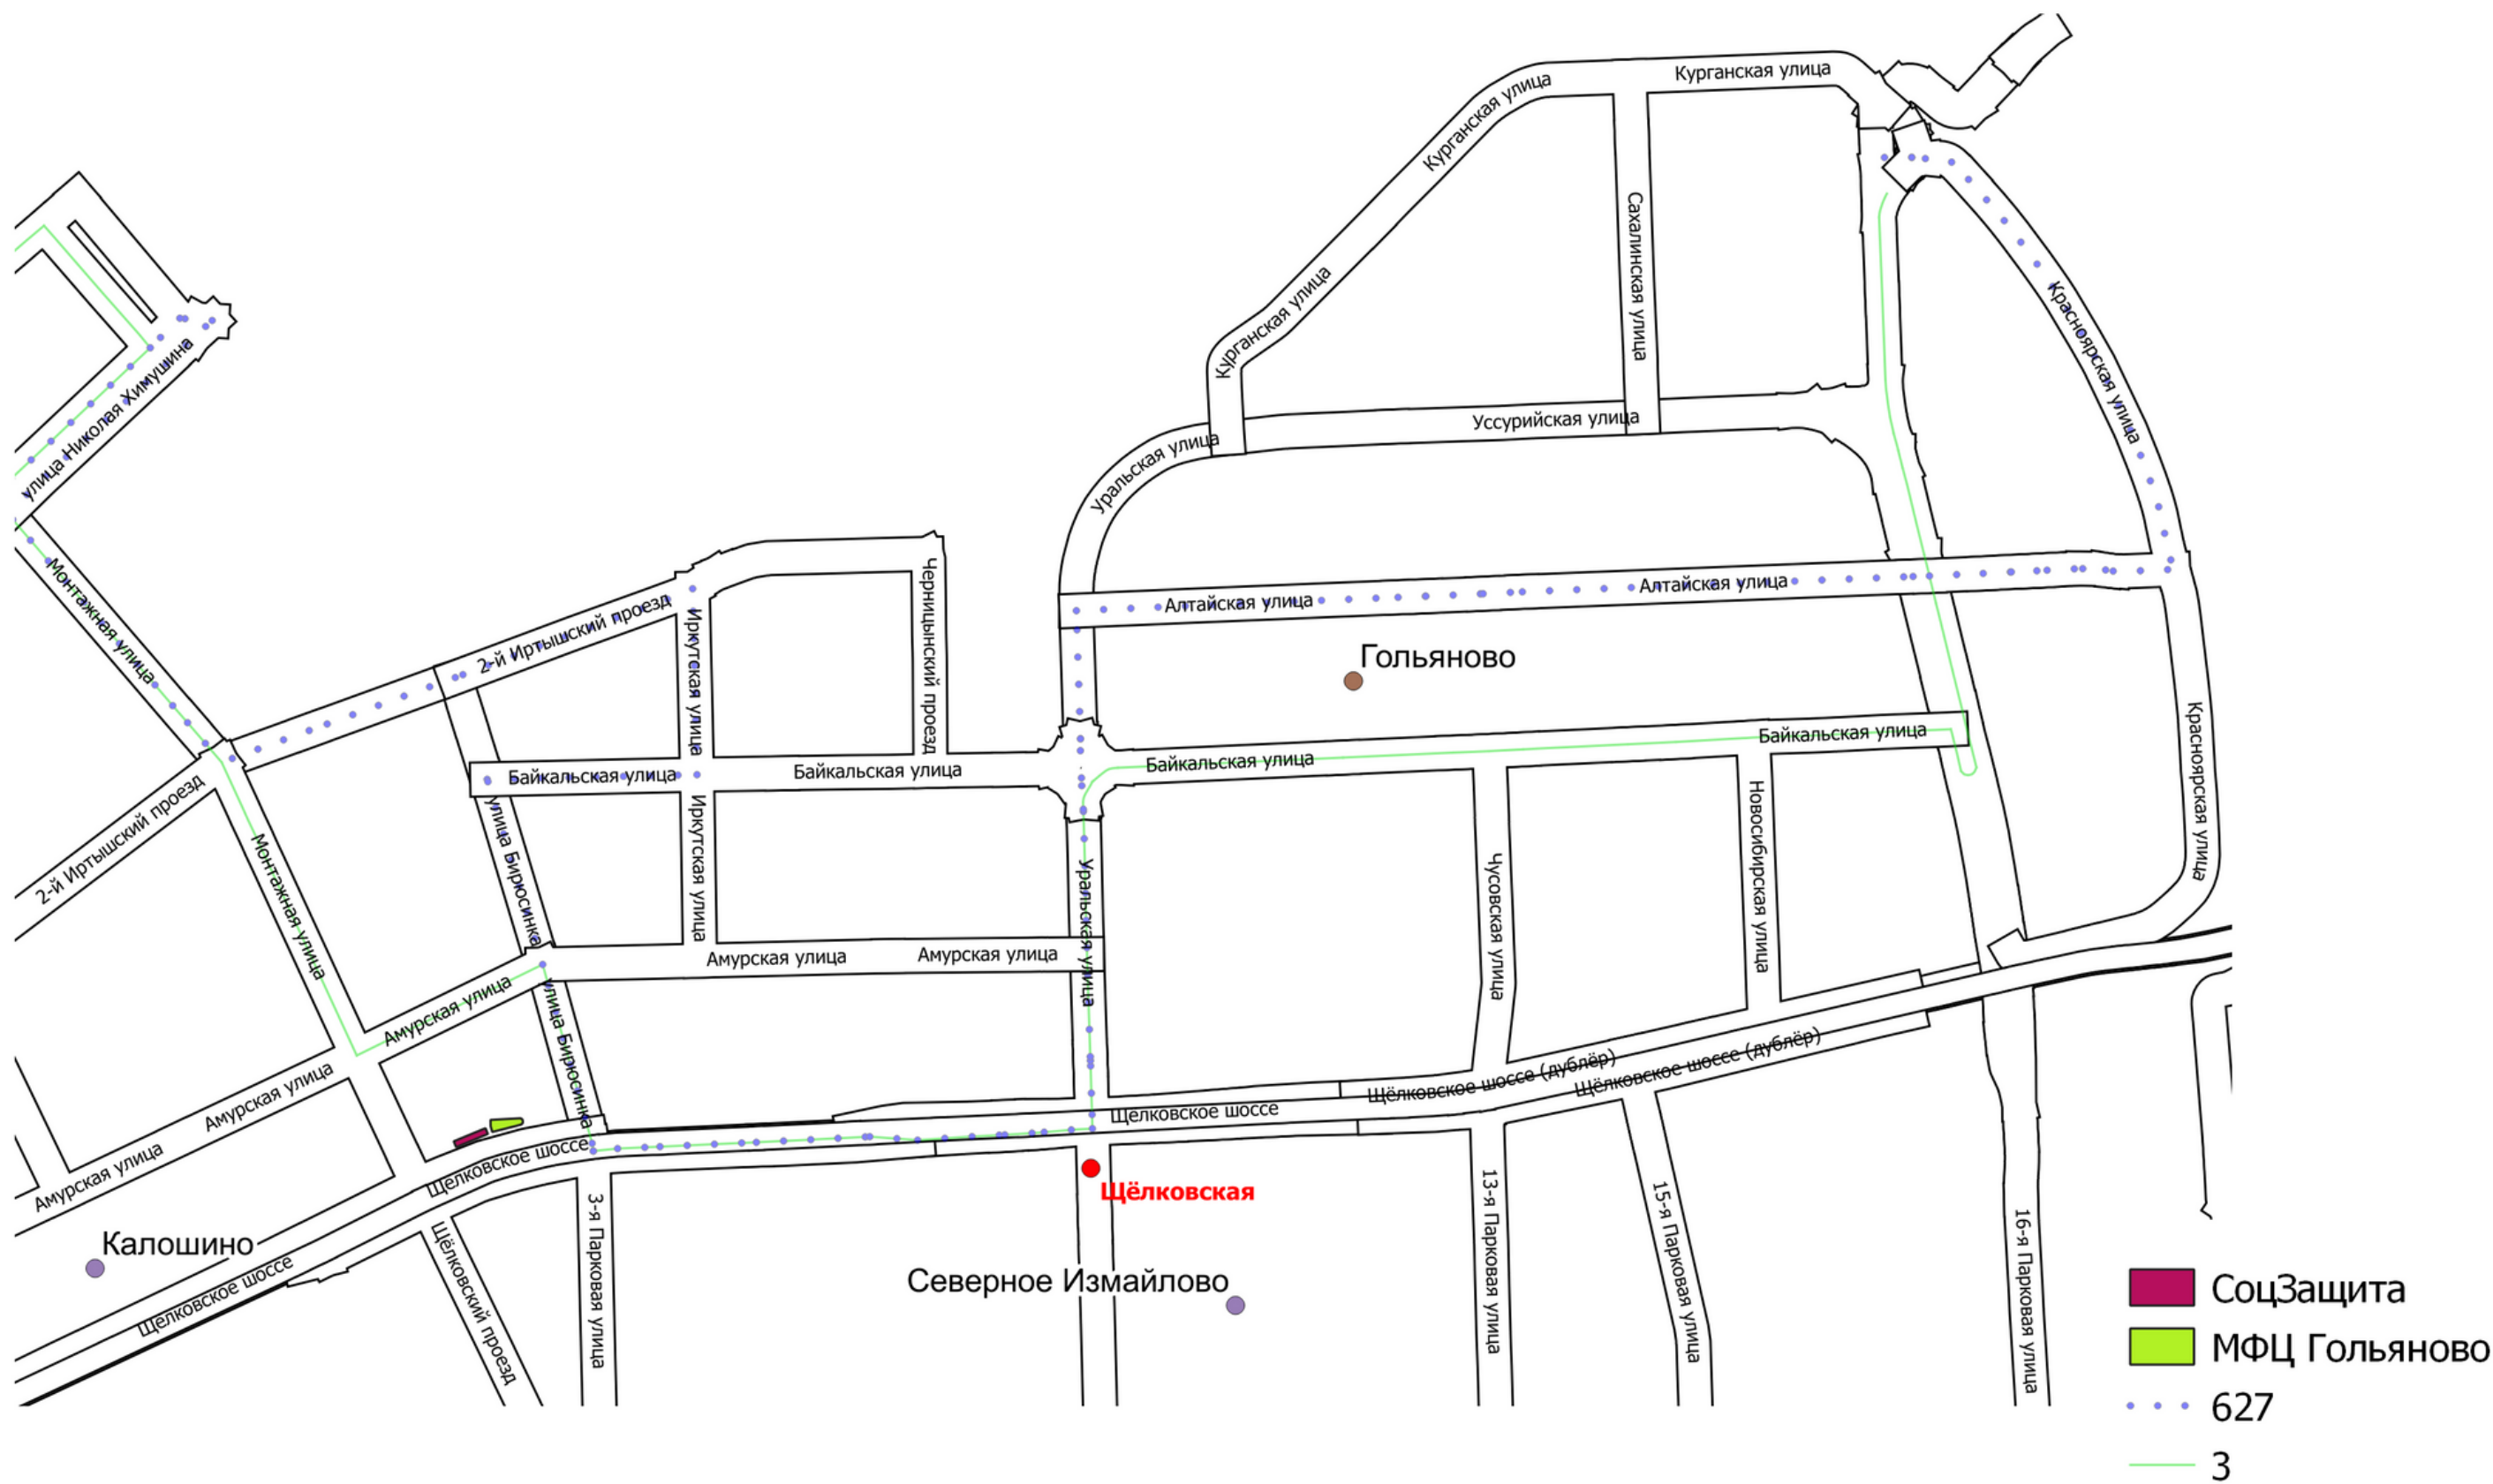 Курганская улица
Курганская улица
Сахалинская улица
Курганская улица
улица Николая Химушина
Красноярская улица
Уссурийская улица
Уральская улица
Монтажная улица
2-й Иртышский проезд
Иркутская улица
Черницынский проезд
Алтайская улица
Алтайская улица
Гольяново
Красноярская улица
Байкальская улица
Байкальская улица
Байкальская улица
Байкальская улица
2-й Иртышский проезд
Монтажная улица
улица Бирюсинка
Иркутская улица
Уральская улица
Чусовская улица
Новосибирская улица
Амурская улица
Амурская улица
Амурская улица
улица Бирюсинка
Амурская улица
Амурская улица
Щёлковское шоссе
Щёлковское шоссе
Щёлковское шоссе (дублёр)
Щёлковское шоссе (дублёр)
Щёлковская
Калошино
Щёлковское шоссе
Щёлковский проезд
3-я Парковая улица
Северное Измайлово
13-я Парковая улица
15-я Парковая улица
16-я Парковая улица
СоцЗащита
МФЦ Гольяново
627
3